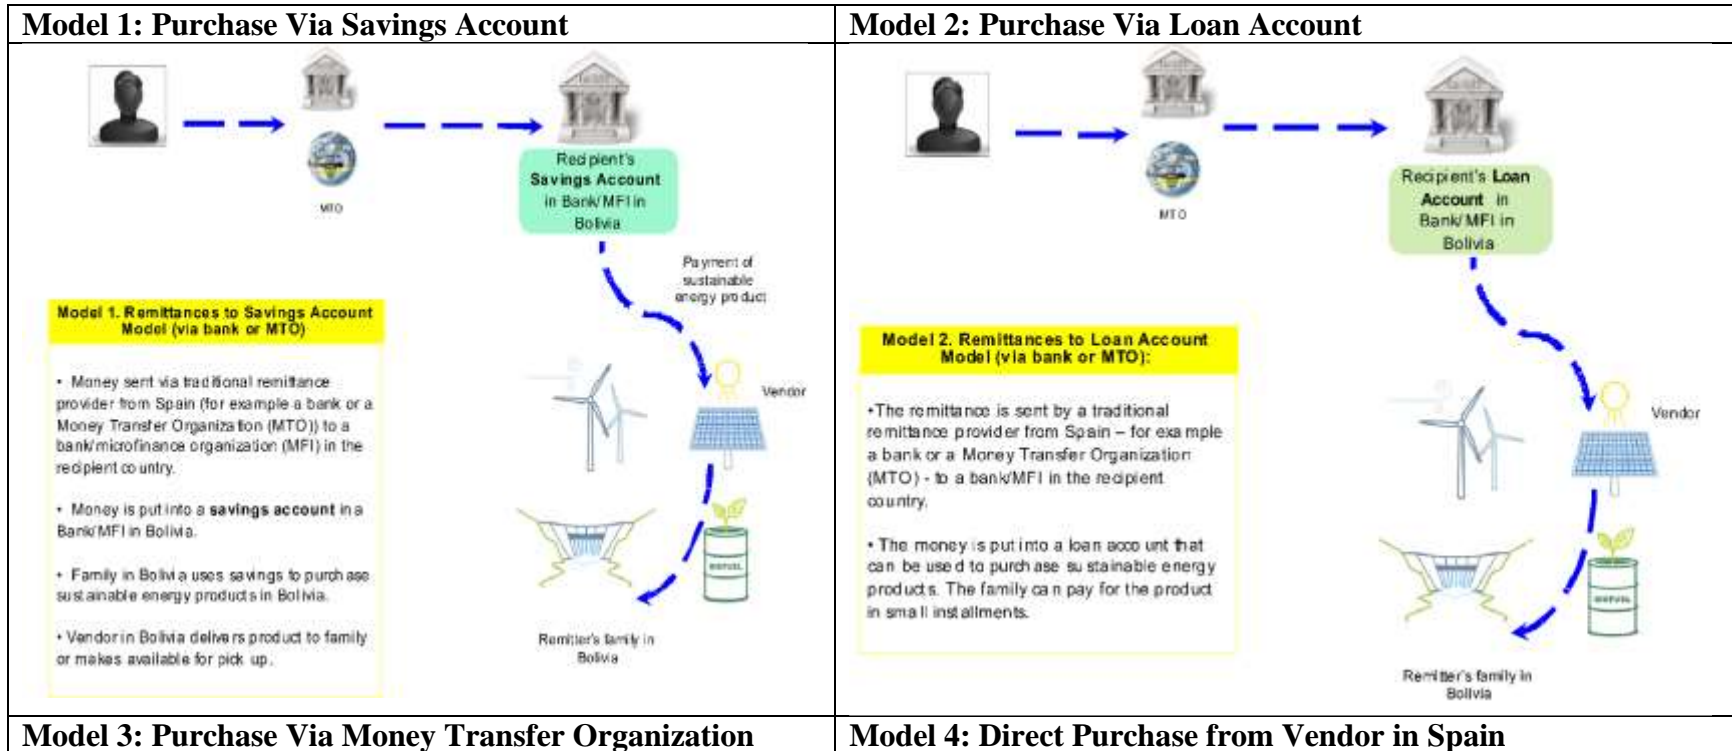 Model 1: Purchase Via Savings Account
MTO
Recipient's
Savings Account
in Bank/MFI in
Bolivia
Payment of
sustainable
energy product
Model 1. Remittances to Savings Account
Model (via bank or MTO)
• Money sent via traditional remittance
provider from Spain (for example a bank or a
Money Transfer Organization (MTO)) to a
bank/microfinance organization (MFI) in the
recipient country.
• Money is put into a savings account in a
Bank/MFI in Bolivia.
• Family in Bolivia uses savings to purchase
sustainable energy products in Bolivia.
• Vendor in Bolivia delivers product to family
or makes available for pick up.
Vendor
BIOFUEL
Remitter's family in
Bolivia
Model 2: Purchase Via Loan Account
MTO
Recipient's Loan
Account in
Bank/MFI in
Bolivia
Model 2. Remittances to Loan Account
Model (via bank or MTO):
•The remittance is sent by a traditional
remittance provider from Spain – for example
a bank or a Money Transfer Organization
(MTO) - to a bank/MFI in the recipient
country.
• The money is put into a loan account that
can be used to purchase sustainable energy
products. The family can pay for the product
in small installments.
Vendor
BIOFUEL
Remitter's family in
Bolivia
Model 3: Purchase Via Money Transfer Organization
Model 4: Direct Purchase from Vendor in Spain